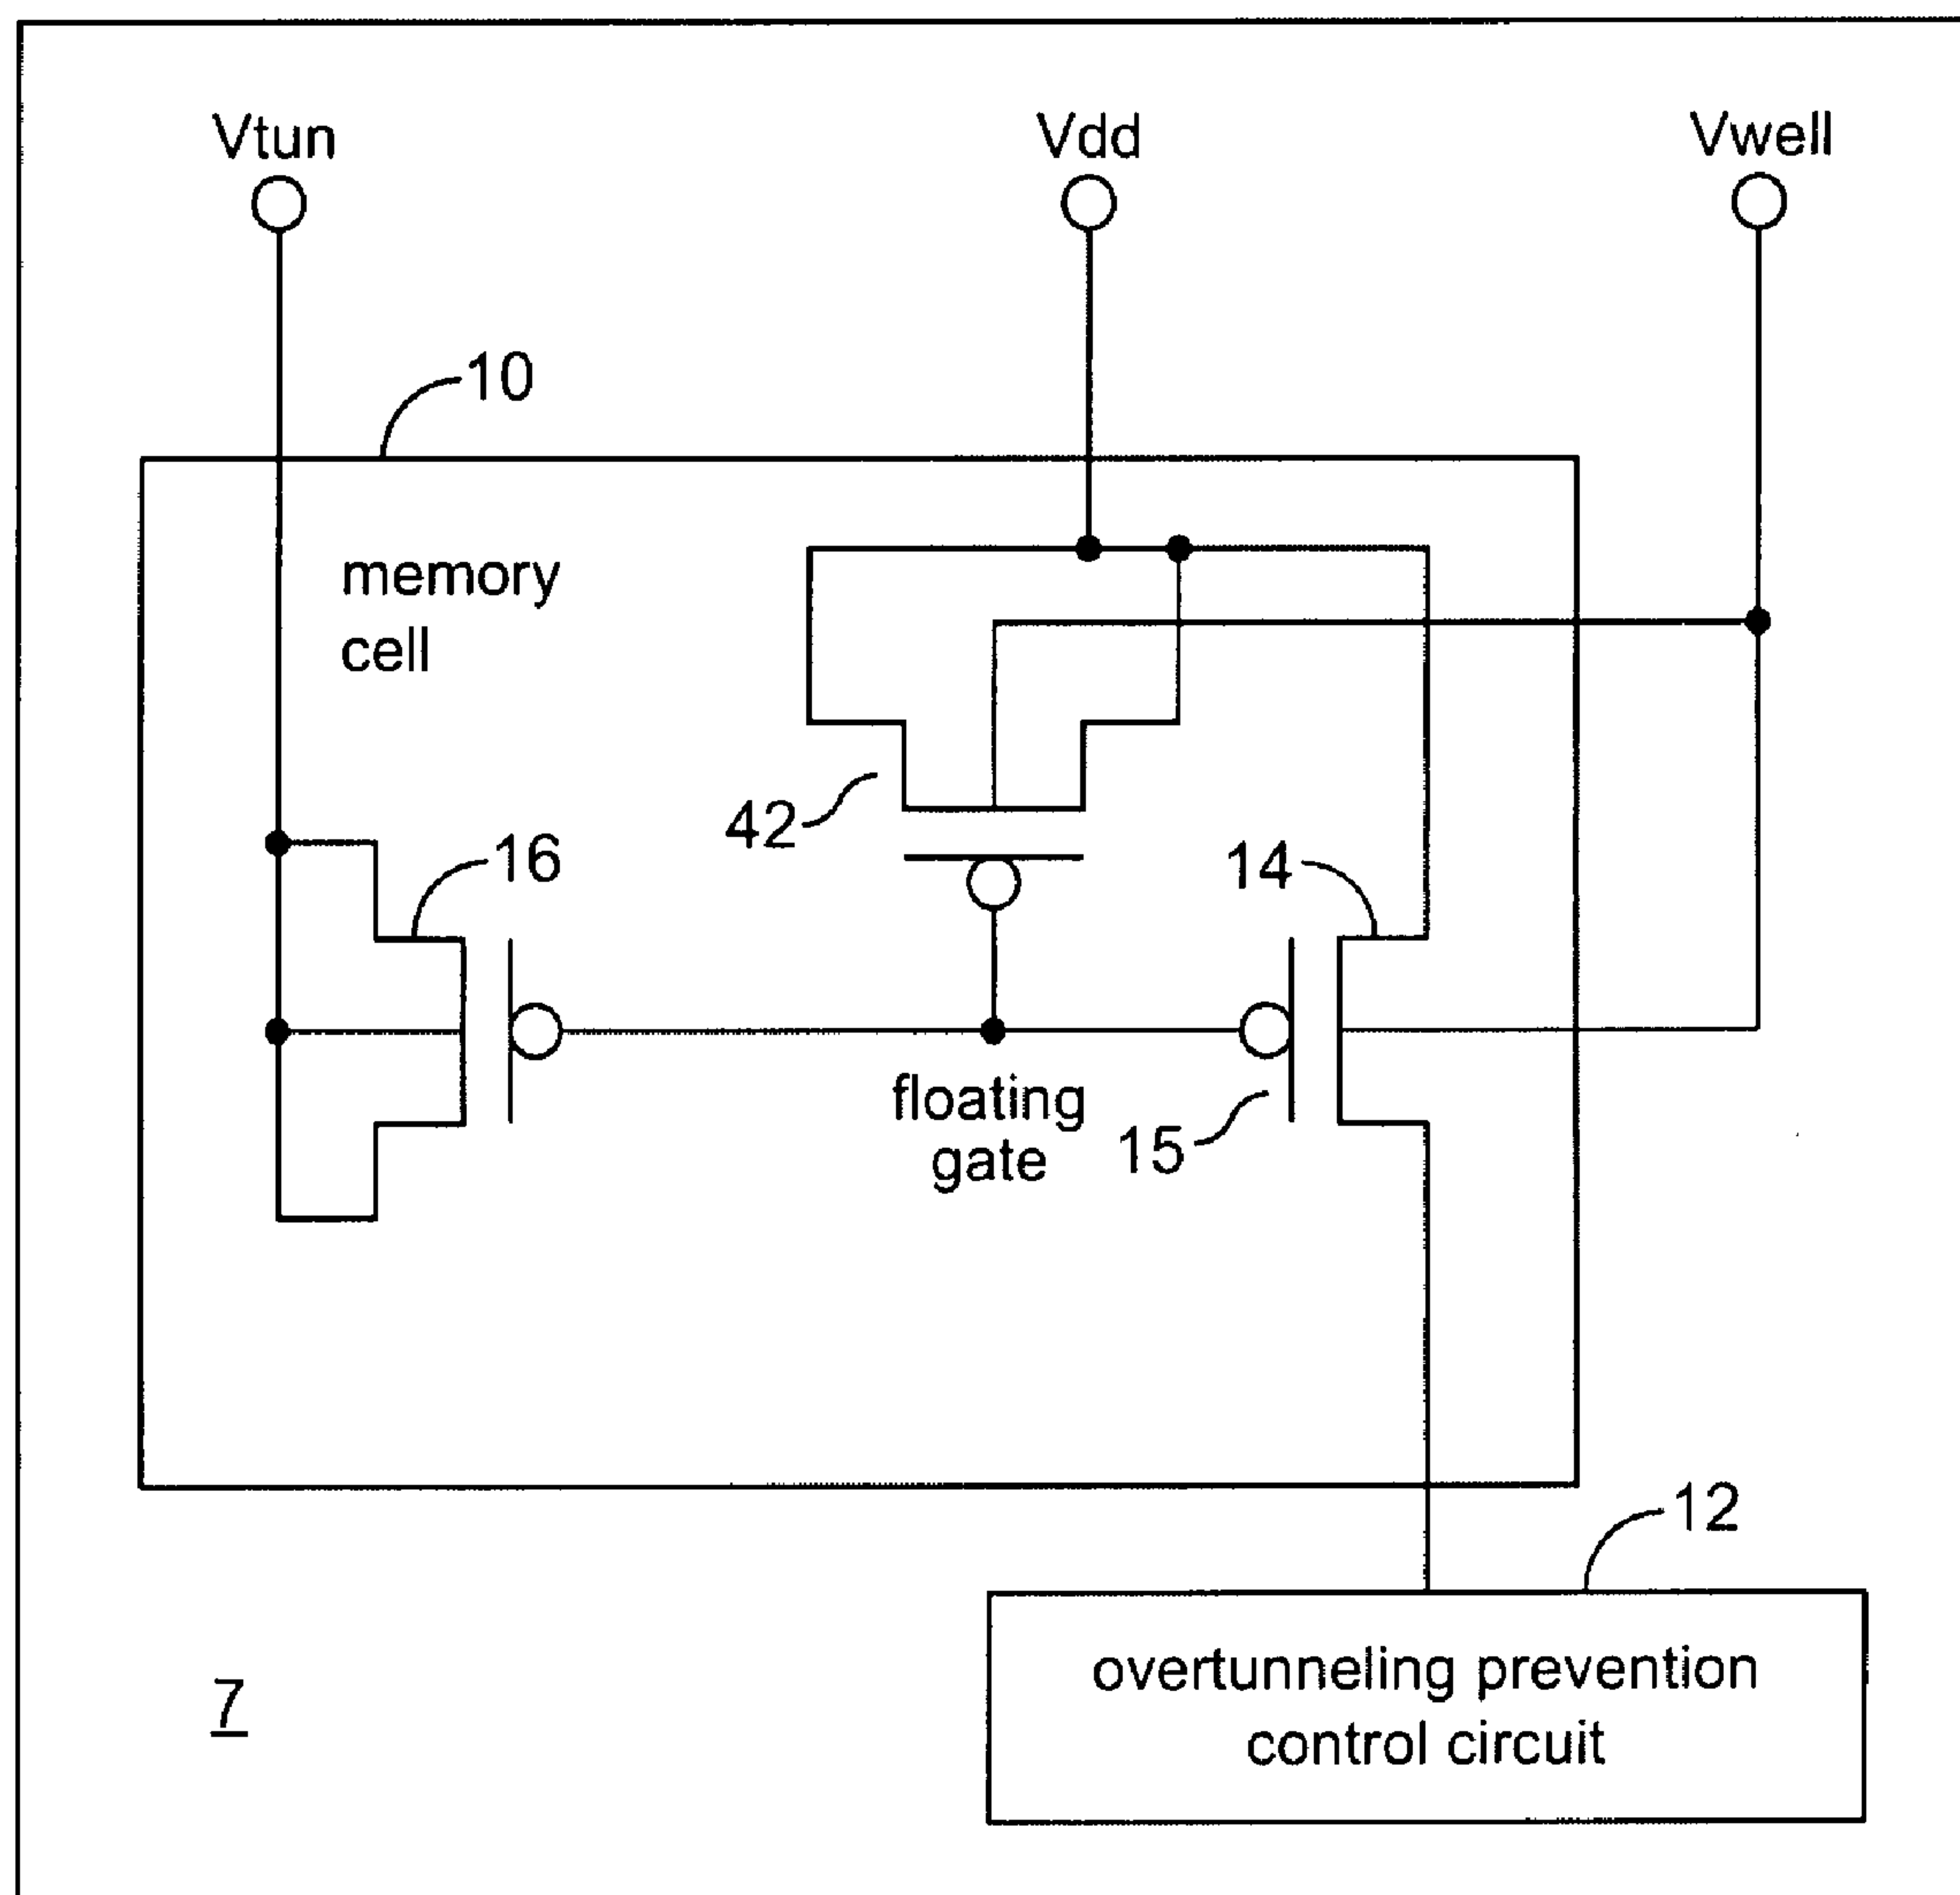 Vtun
Vdd
Vwell
10
memory
cell
42
16
14
floating
gate
15
12
overtunneling prevention
control circuit
7